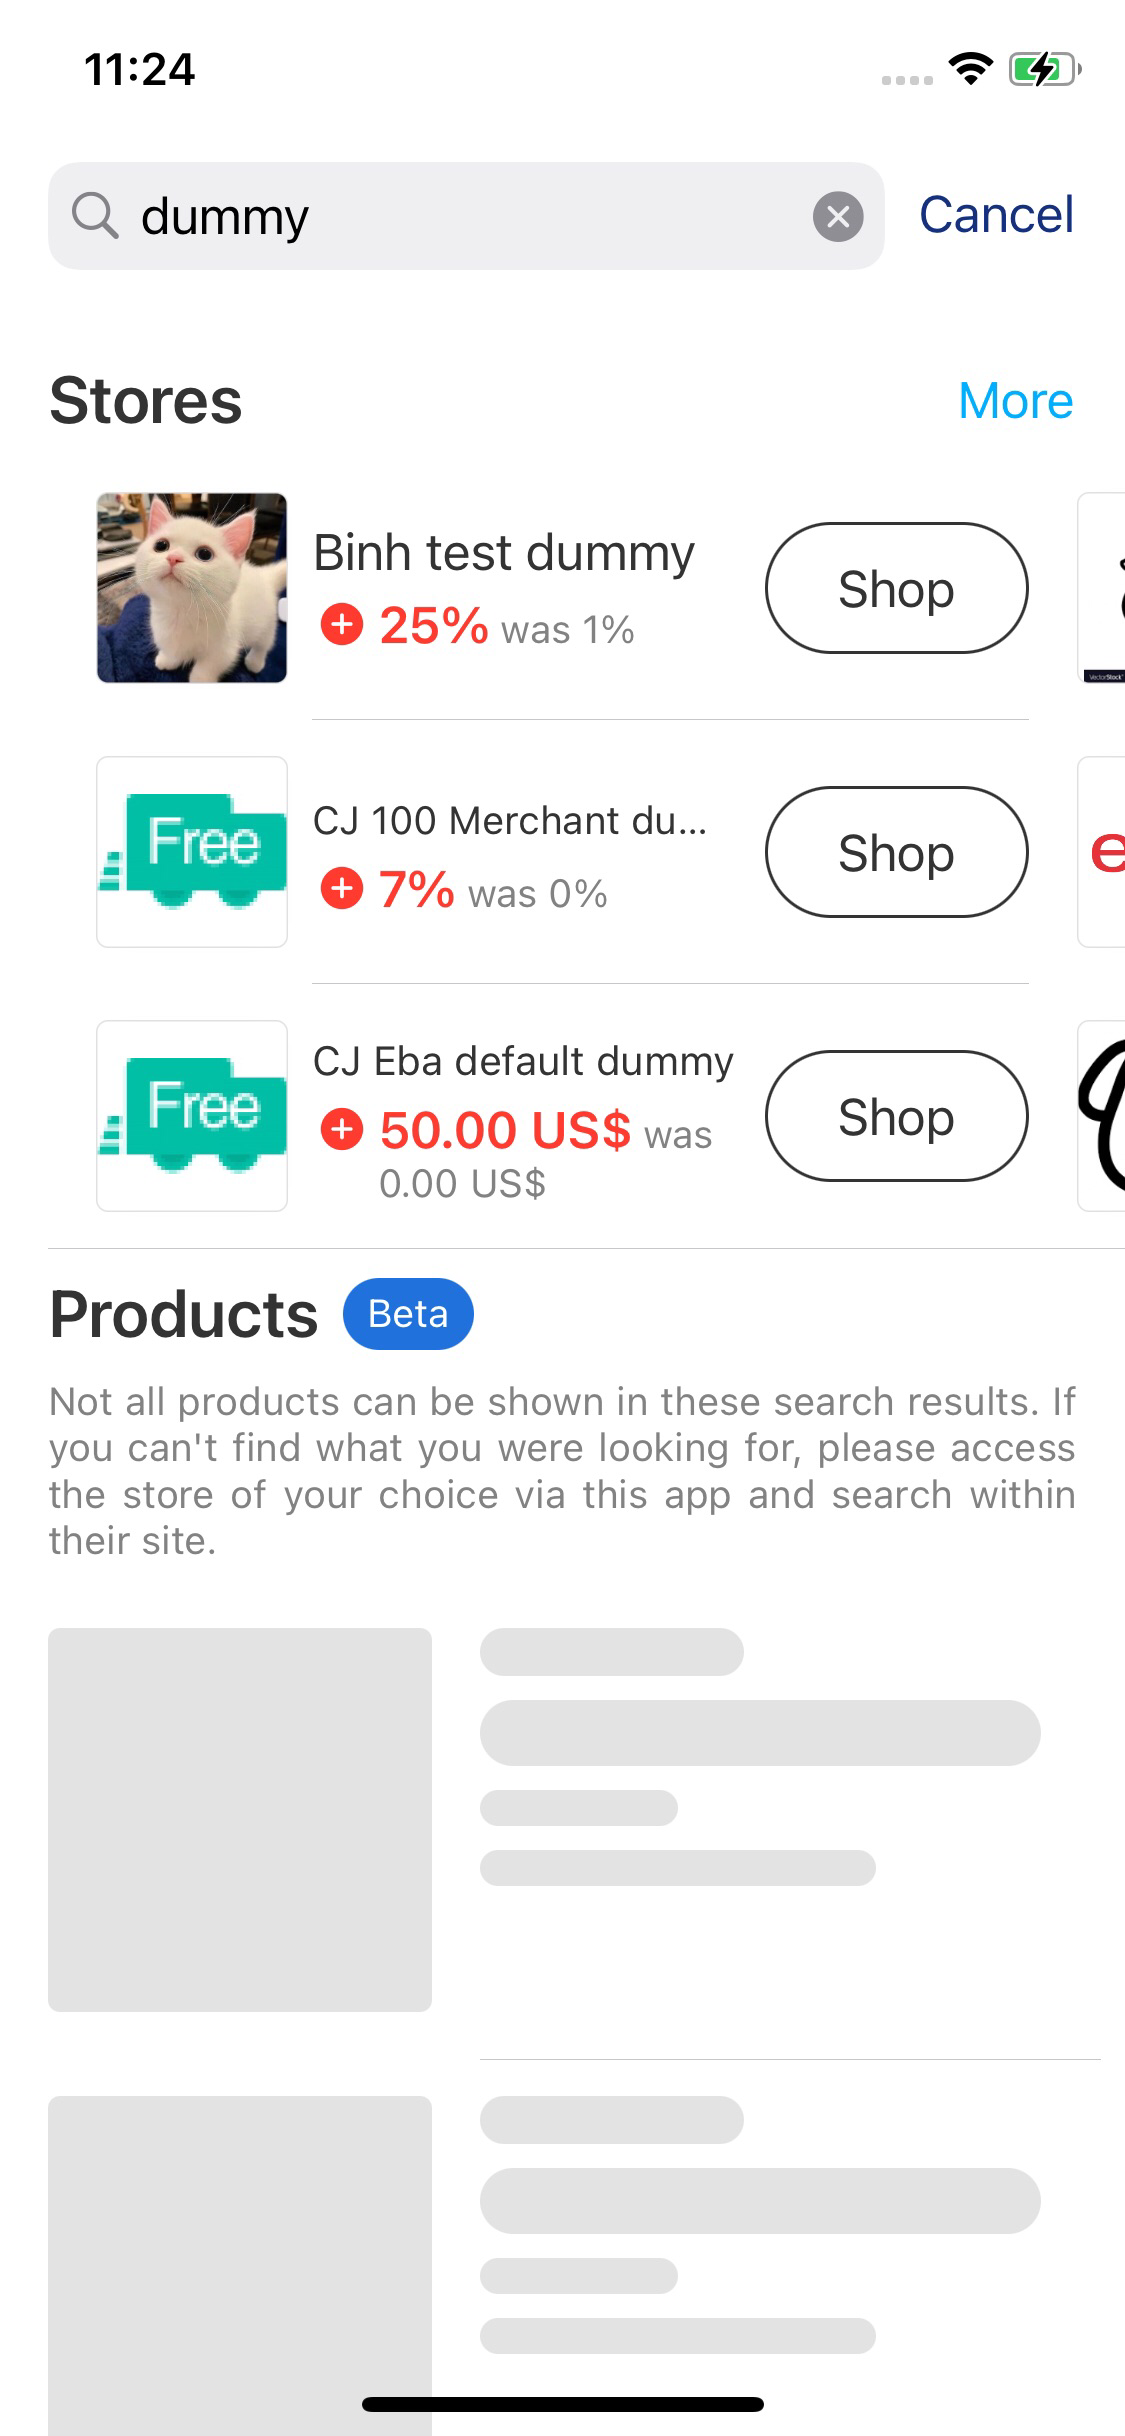 11:24
dummy
Cancel
Stores
More
Binh test dummy
25% was 1%
Shop
VectorStock
Free
CJ 100 Merchant du...
7% was 0%
Shop
e
Free
CJ Eba default dummy
50.00 US$ was
0.00 US$
Shop
Products
Beta
Not all products can be shown in these search results. If
you can't find what you were looking for, please access
the store of your choice via this app and search within
their site.